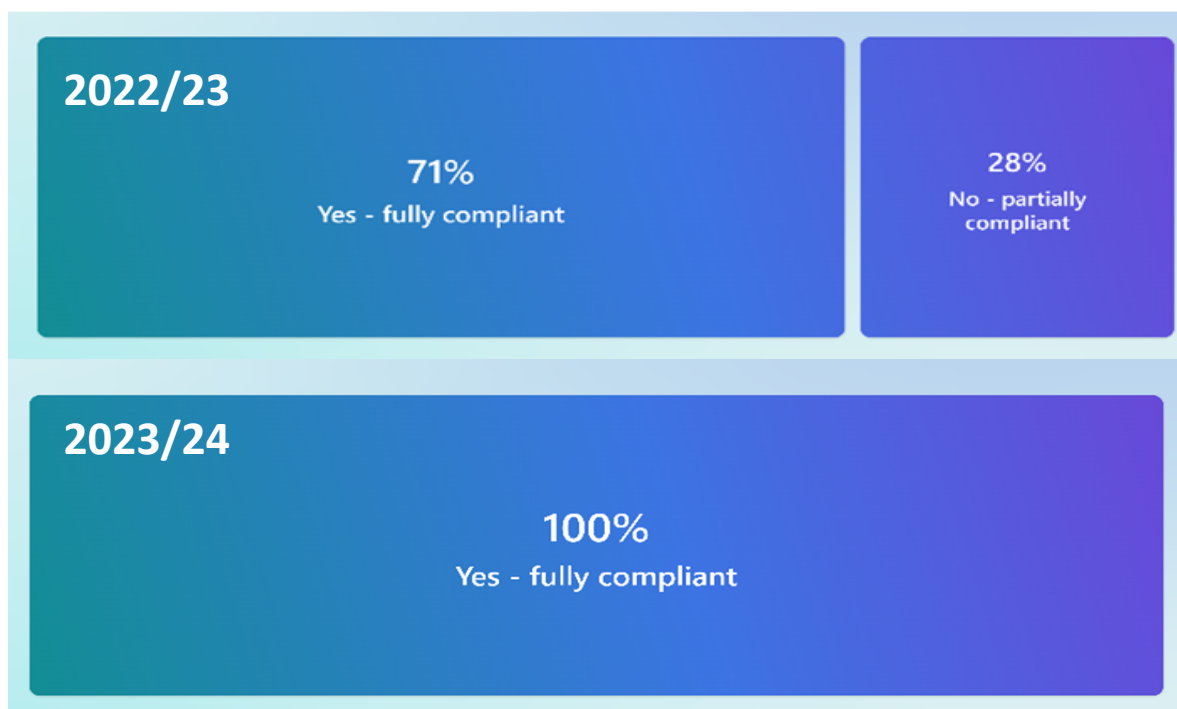 2022/23
71%
Yes - fully compliant
28%
No - partially
compliant
2023/24
100%
Yes - fully compliant